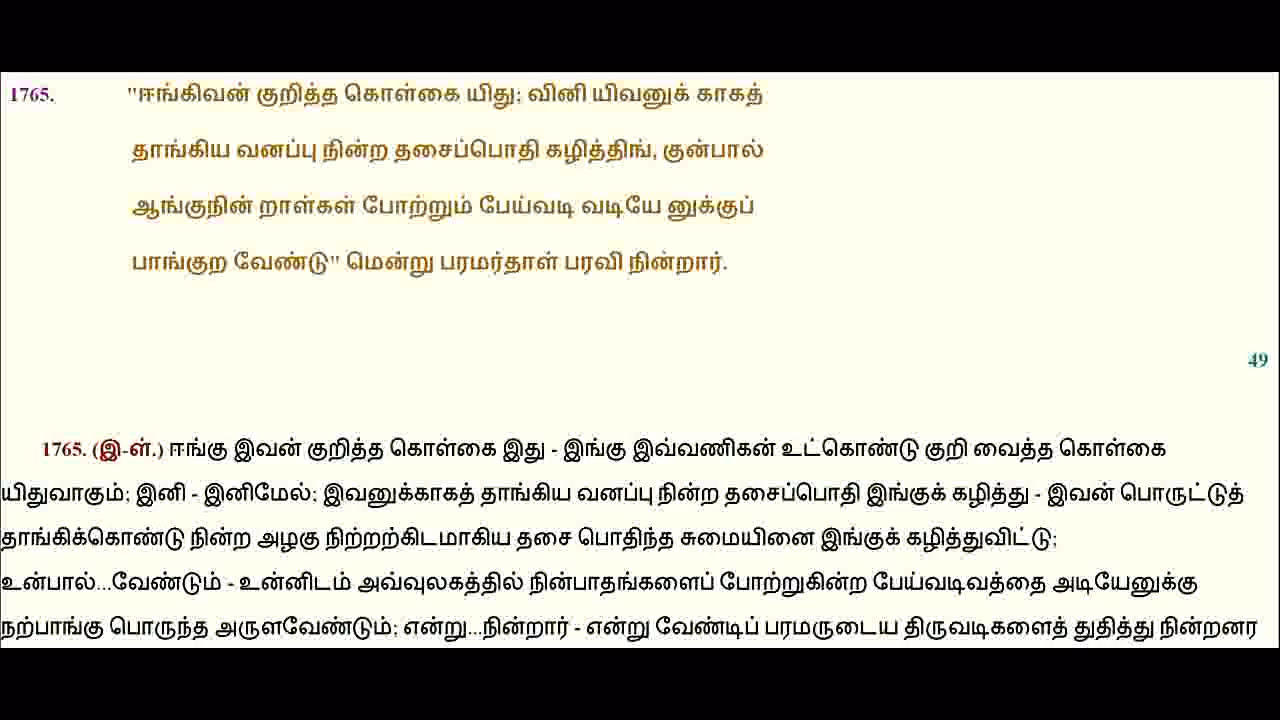 1765. "ஈங்கிவன் குறித்த கொள்கை யிது; வினி யிவனுக் காகத்
தாங்கிய வனப்பு நின்ற தசைப்பொதி கழித்திங், குன்பால்
ஆங்குநின் றாள்கள் போற்றும் பேய்வடி வடியே னுக்குப்
பாங்குற வேண்டு" மென்று பரமர்தாள் பரவி நின்றார்.
49
1765. (இ-ள்.) ஈங்கு இவன் குறித்த கொள்கை இது - இங்கு இவ்வணிகன் உட்கொண்டு குறி வைத்த கொள்கை
யிதுவாகும்; இனி - இனிமேல்; இவனுக்காகத் தாங்கிய வனப்பு நின்ற தசைப்பொதி இங்குக் கழித்து - இவன் பொருட்டுத்
தாங்கிக்கொண்டு நின்ற அழகு நிற்றற்கிடமாகிய தசை பொதிந்த சுமையினை இங்குக் கழித்துவிட்டு;
உன்பால்...வேண்டும் - உன்னிடம் அவ்வுலகத்தில் நின்பாதங்களைப் போற்றுகின்ற பேய்வடிவத்தை அடியேனுக்கு
நற்பாங்கு பொருந்த அருளவேண்டும்; என்று...நின்றார் - என்று வேண்டிப் பரமருடைய திருவடிகளைத் துதித்து நின்றனர